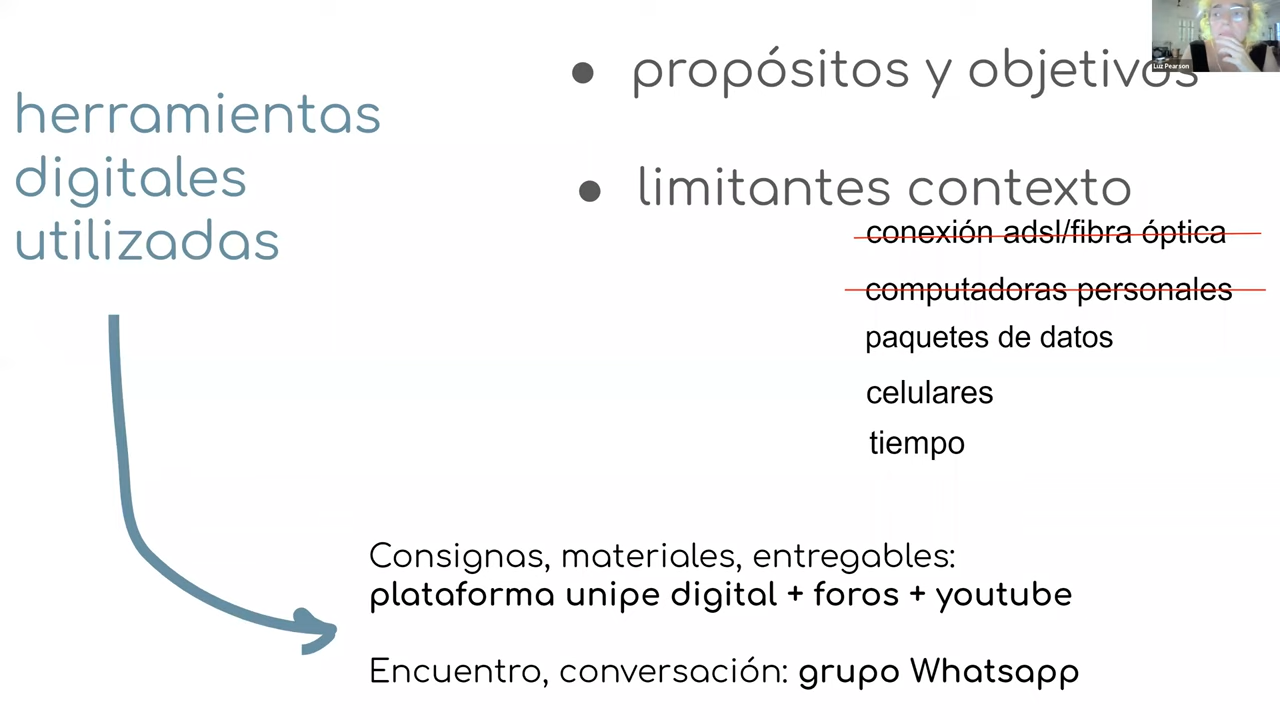 herramientas
digitales
utilizadas
● propósitos y objetivos
● limitantes contexto
conexión adsl/fibra óptica
computadoras personales
paquetes de datos
celulares
tiempo
Consignas, materiales, entregables:
plataforma unipe digital + foros + youtube
Encuentro, conversación: grupo Whatsapp
Luz Pearson